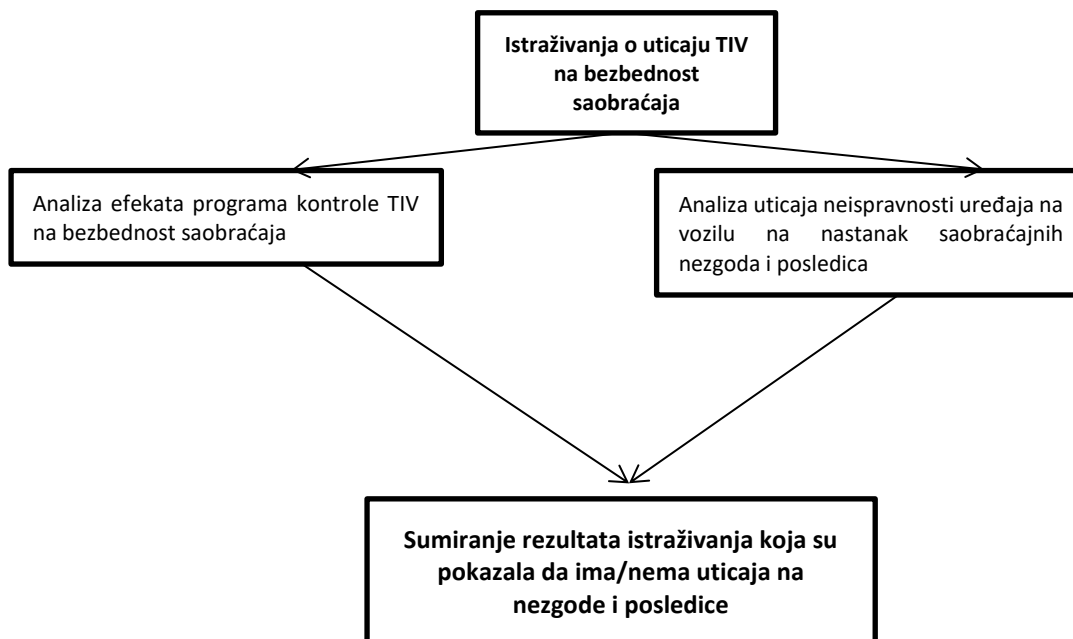 Istraživanja o uticaju TIV
na bezbednost
saobraćaja
Analiza efekata programa kontrole TIV
na bezbednost saobraćaja
Analiza uticaja neispravnosti uređaja na
vozilu na nastanak saobraćajnih
nezgoda i posledica
Sumiranje rezultata istraživanja koja su
pokazala da ima/nema uticaja na
nezgode i posledice